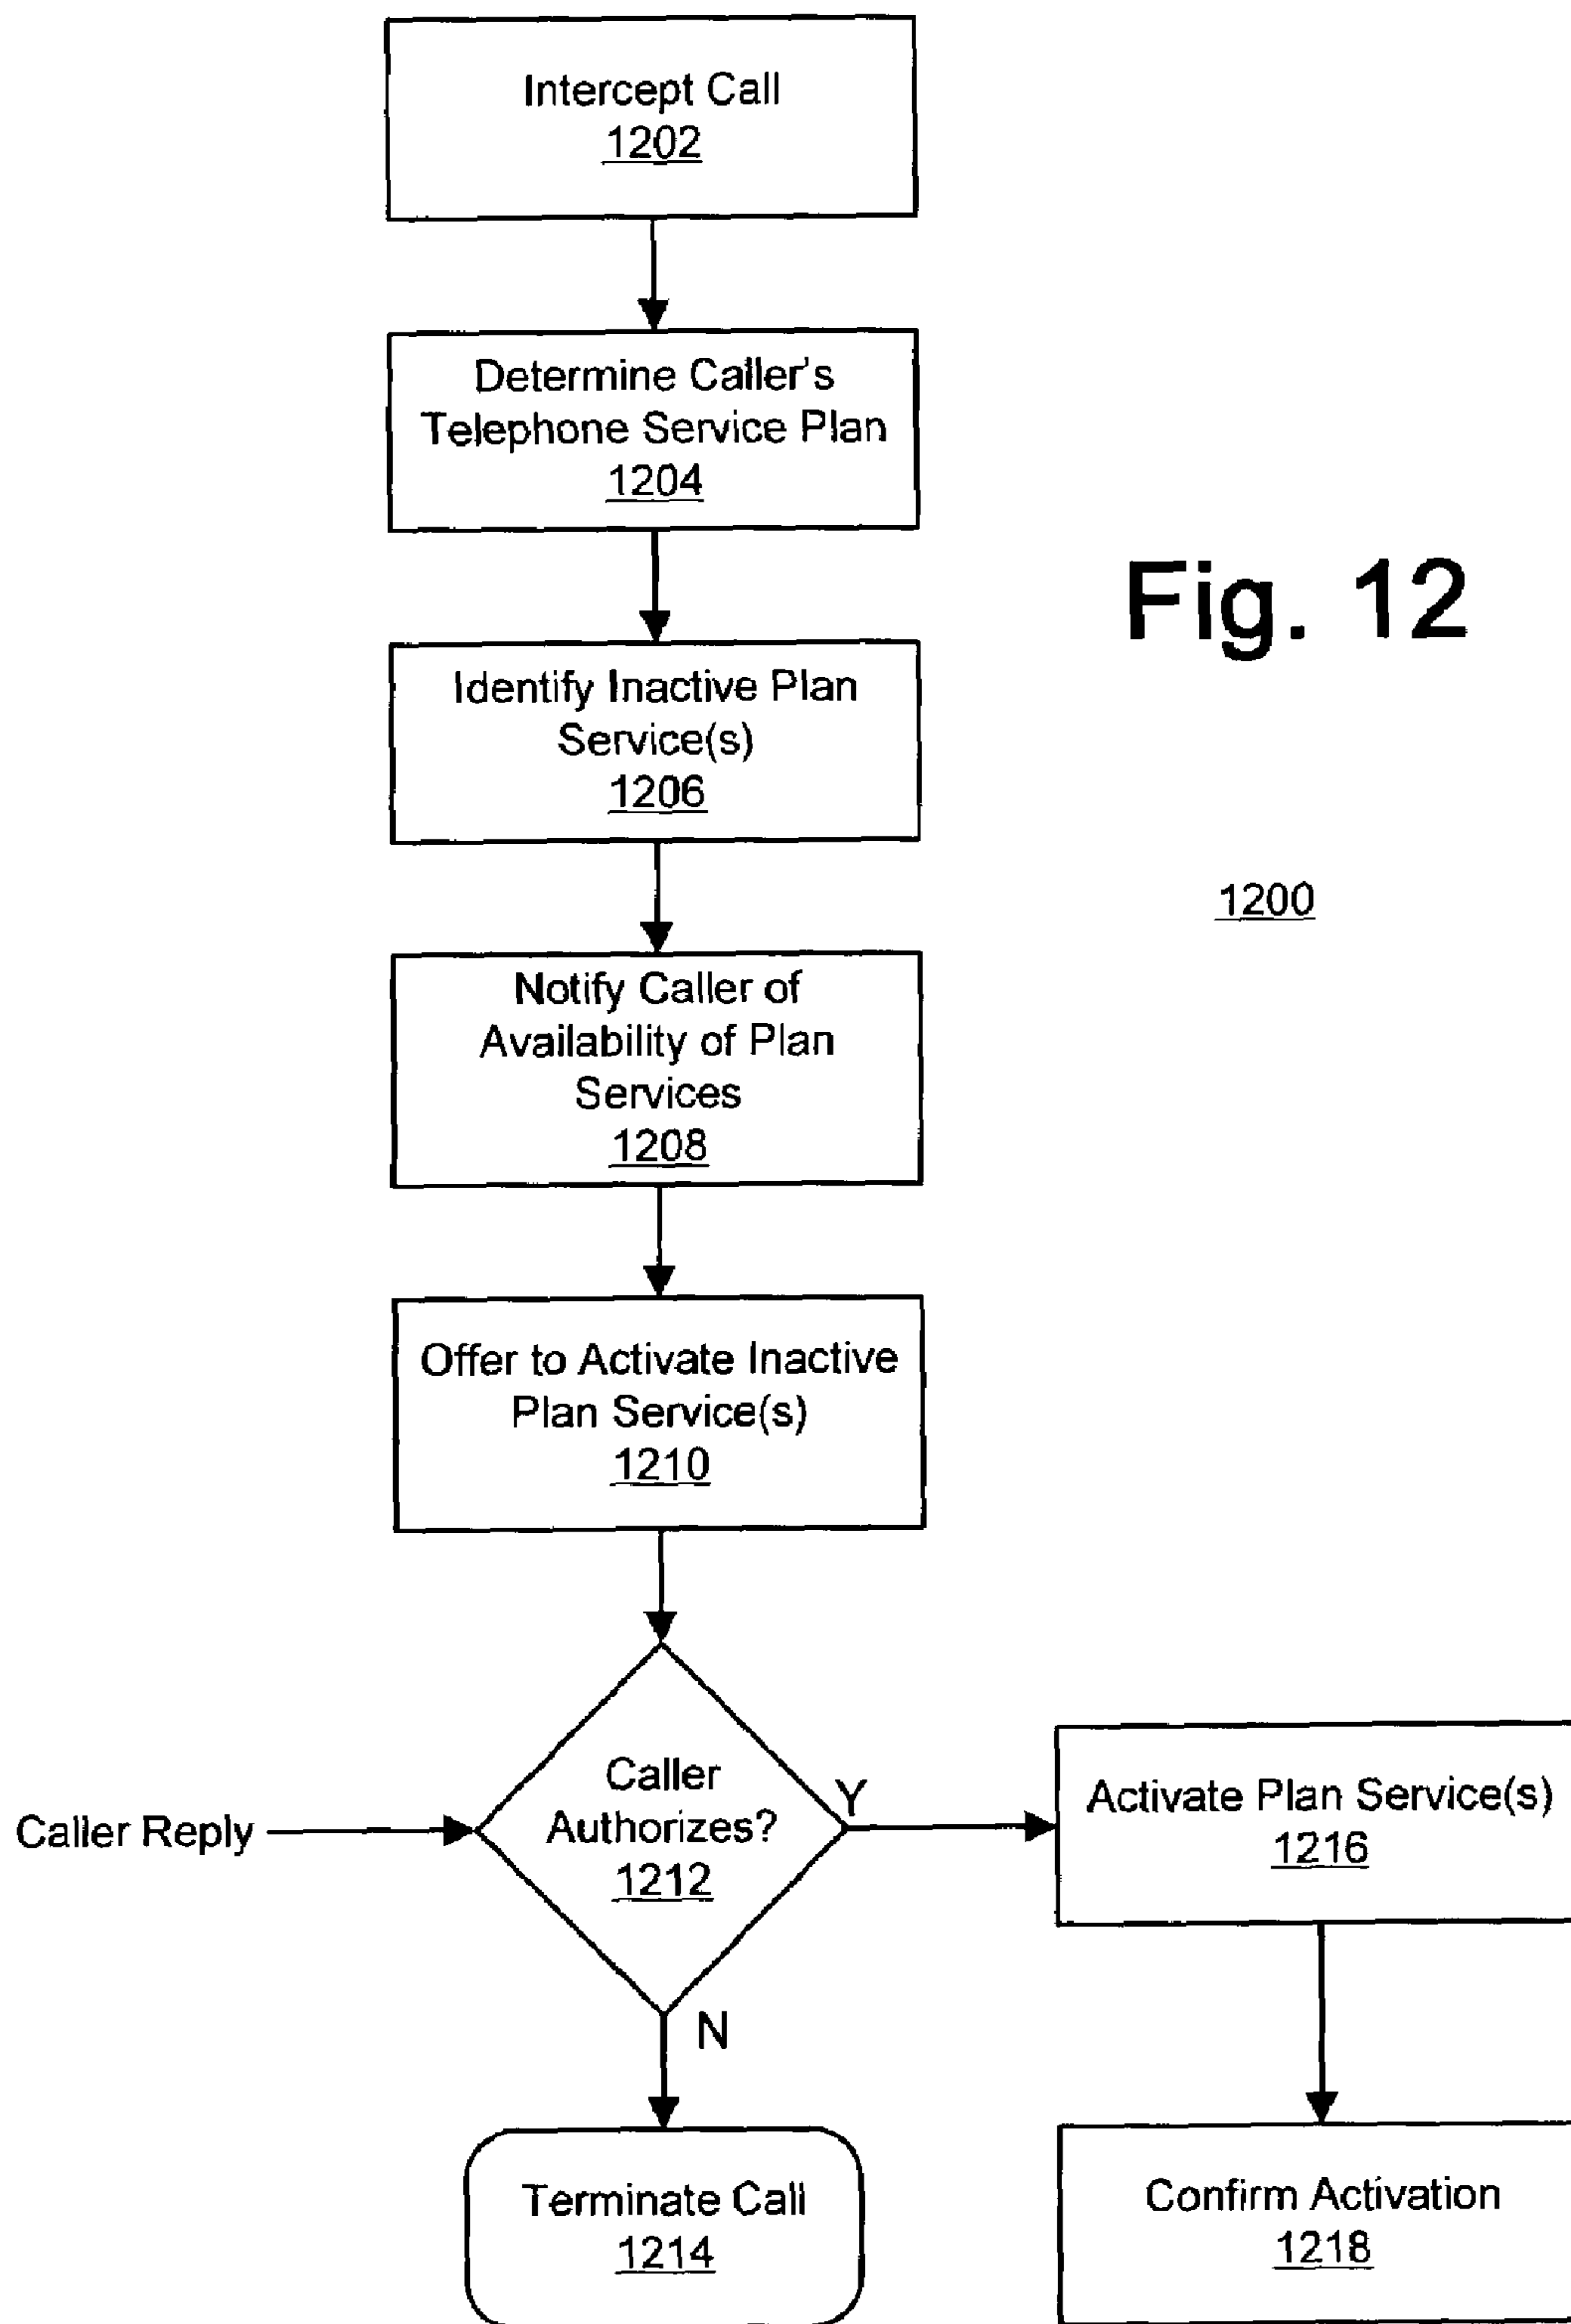 Intercept Call
1202
Determine Caller's
Telephone Service Plan
1204
Fig. 12
Identify Inactive Plan
Service(s)
1206
1200
Notify Caller of
Availability of Plan
Services
1208
Offer to Activate Inactive
Plan Service(s)
1210
Caller Reply
Caller
Authorizes?
1212
Y
Activate Plan Service(s)
1216
N
Terminate Call
1214
Confirm Activation
1218